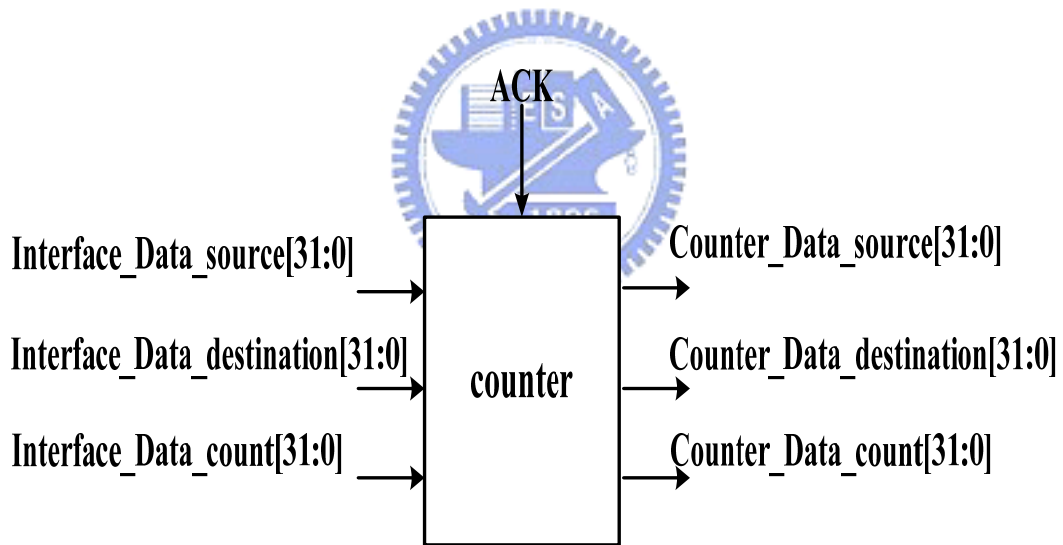 ACK
Interface_Data_source[31:0]
Counter_Data_source[31:0]
Interface_Data_destination[31:0]
Counter_Data_destination[31:0]
counter
Interface_Data_count[31:0]
Counter_Data_count[31:0]